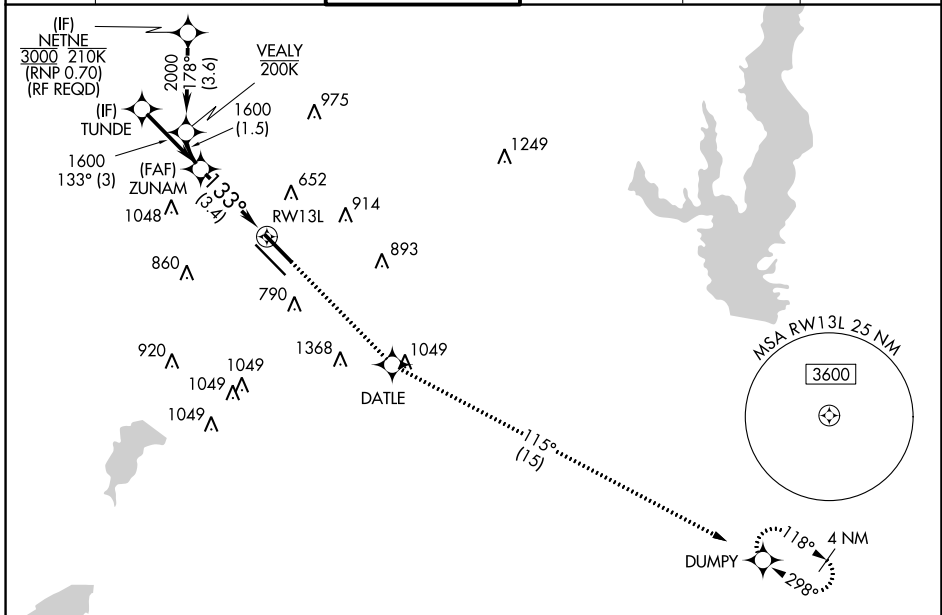 (IF)
NETNE
3000 210K
(RNP 0.70)
(RF REQD)
2000
178°
(3.6)
VEALY
200K
(IF)
TUNDE
1600
(1.5)
975
1249
1600
133° (3)
(FAF)
ZUNAM
133°
(3.4)
652
1048
914
RW13L
893
860
790
MSA RW13L 25 NM
3600
920
1368
1049
1049
1049
DATLE
1049
115°
(15)
118°
4 NM
DUMPY
298°